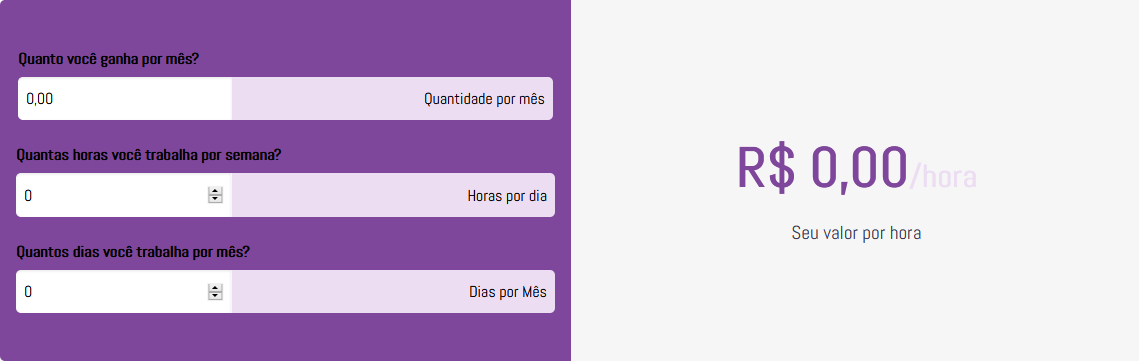 Quanto você ganha por mês?
0,00 Quantidade por mês
Quantas horas você trabalha por semana?
0 Horas por dia
Quantos dias você trabalha por mês?
0 Dias por Mês
R$ 0,00/hora
Seu valor por hora